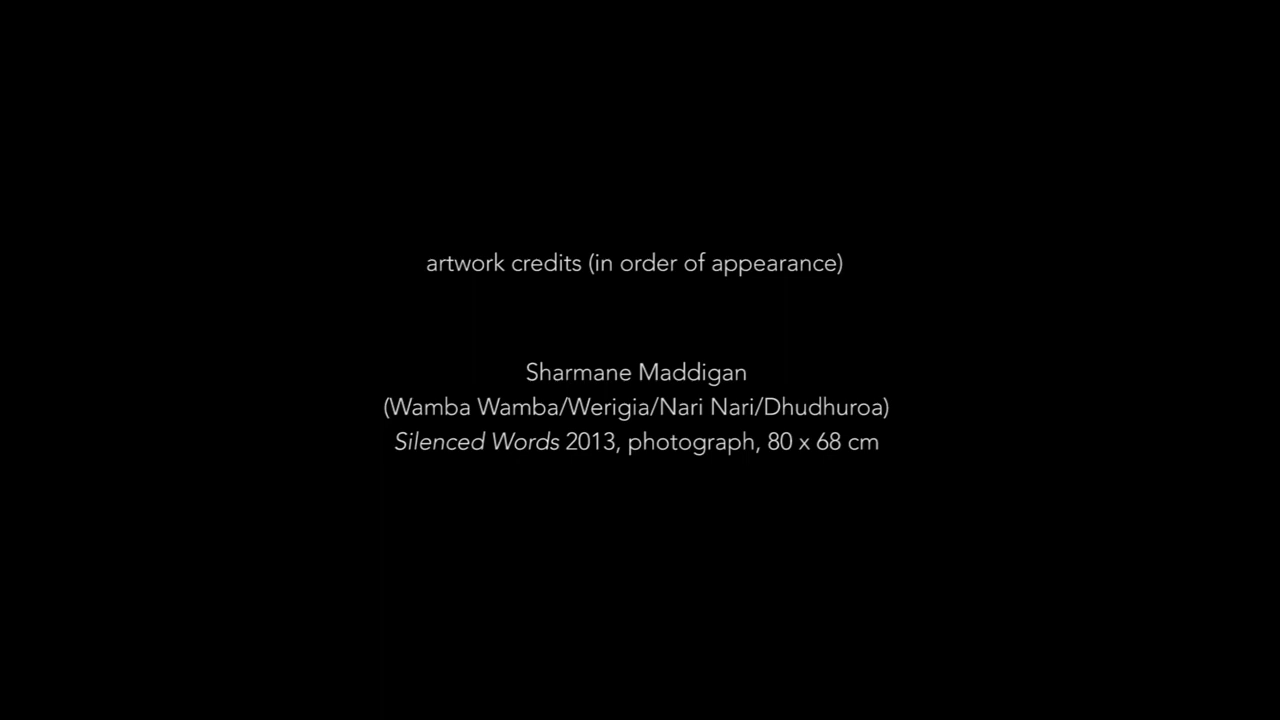 artwork credits (in order of appearance)
Sharmane Maddigan
(Wamba Wamba/Werigia/Nari Nari/Dhudhuroa)
Silenced Words 2013, photograph, 80 x 68 cm